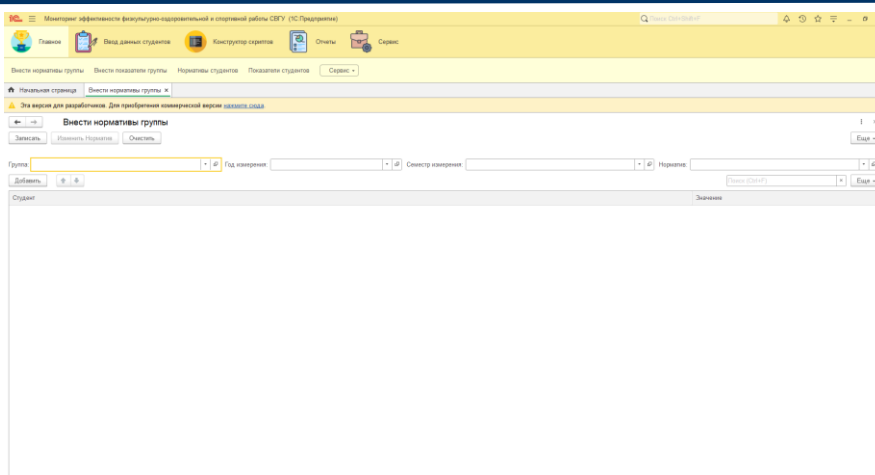 1С Мониторинг эффективности физкультурно-оздоровительной и спортивной работы СВГУ (1С:Предприятие) Поиск Ctrl+Shift+F
Главное Ввод данных студентов Конструктор скриптов Отчеты Сервис
Внести нормативы группы Внести показатели группы Нормативы студентов Показатели студентов Сервис
Начальная страница Внести нормативы группы ×
Эта версия для разработчиков. Для приобретения коммерческой версии нажмите сюда.
Внести нормативы группы
Записать Изменить Норматив Очистить Еще
Группа: Год измерения: Семестр измерения: Норматив:
Добавить Поиск (Ctrl+F) × Еще
Студент Значение